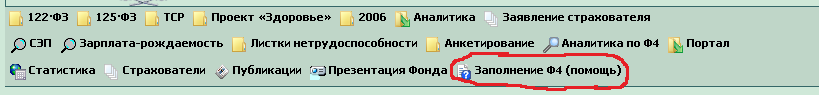 122-ФЗ 125-ФЗ ТСР Проект «Здоровье» 2006 Аналитика Заявление страхователя
СЭП Зарплата-рождаемость Листки нетрудоспособности Анкетирование Аналитика по Ф4 Портал
Статистика Страхователи Публикации Презентация Фонда Заполнение Ф4 (помощь)